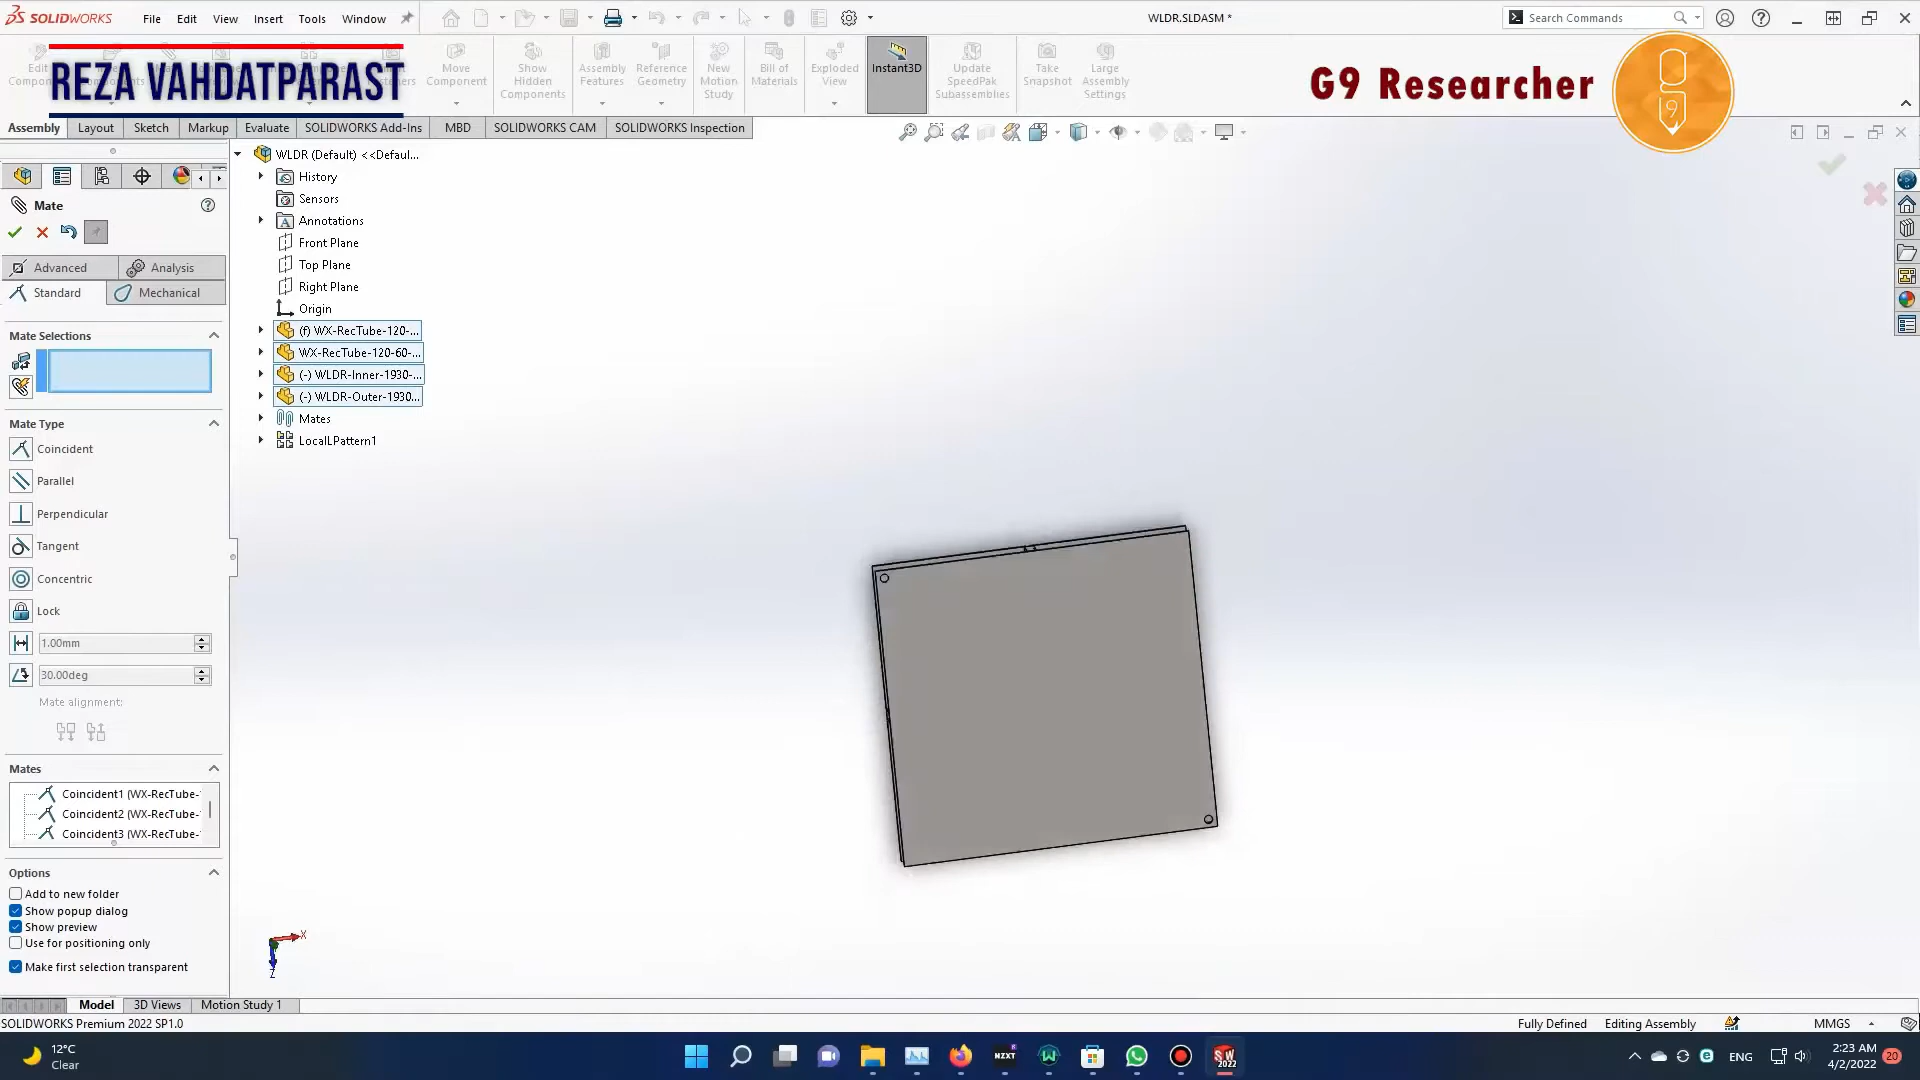 SOLIDWORKS
File Edit View Insert Tools Window
WLDR.SLDASM *
Search Commands
REZA VAHDATPARAST
Move Component
Show Hidden Components
Assembly Features
Reference Geometry
New Motion Study
Bill of Materials
Exploded View
Instant3D
Update SpeedPak Subassemblies
Take Snapshot
Large Assembly Settings
G9 Researcher
9
Assembly Layout Sketch Markup Evaluate SOLIDWORKS Add-Ins MBD SOLIDWORKS CAM SOLIDWORKS Inspection
WLDR (Default) <<Defaul...
History
Sensors
Annotations
Front Plane
Top Plane
Right Plane
Origin
(f) WX-RecTube-120-...
WX-RecTube-120-60-...
(-) WLDR-Inner-1930-...
(-) WLDR-Outer-1930...
Mates
LocalLPattern1
Mate
Advanced Analysis
Standard Mechanical
Mate Selections
Mate Type
Coincident
Parallel
Perpendicular
Tangent
Concentric
Lock
1.00mm
30.00deg
Mate alignment:
Mates
Coincident1 (WX-RecTube-
Coincident2 (WX-RecTube-
Coincident3 (WX-RecTube-
Options
Add to new folder
Show popup dialog
Show preview
Use for positioning only
Make first selection transparent
X
Z
Model 3D Views Motion Study 1
SOLIDWORKS Premium 2022 SP1.0
Fully Defined Editing Assembly MMGS
12°C
Clear
NZXT
SW 2022
ENG
2:23 AM
4/2/2022
20